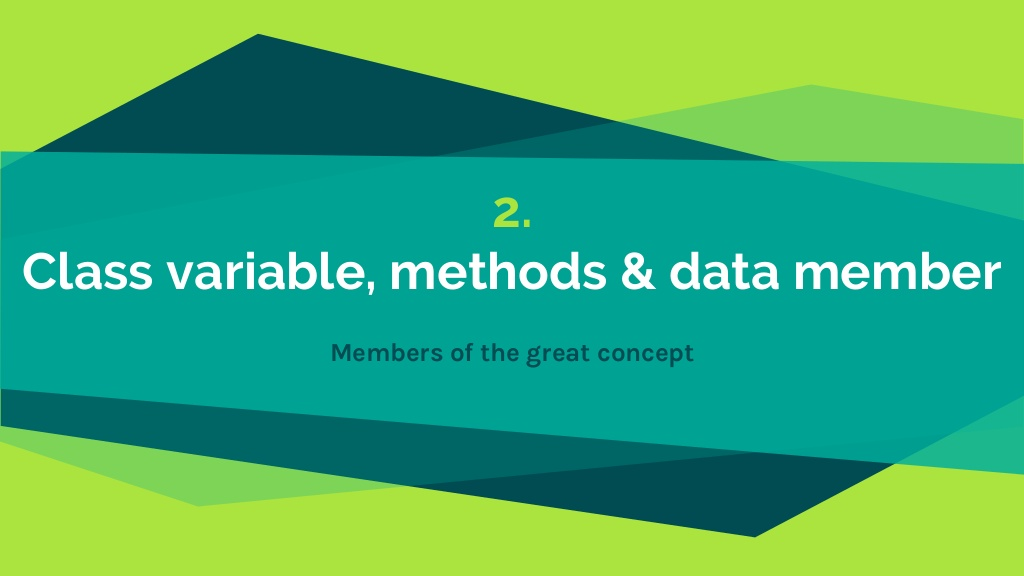 2.
Class variable, methods & data member
Members of the great concept